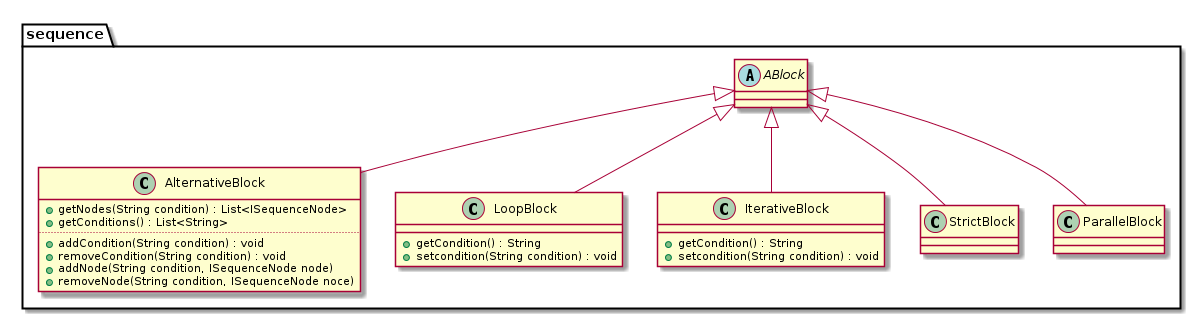 sequence
A ABlock
C AlternativeBlock
getNodes(String condition) : List<ISequenceNode>
getConditions() : List<String>
addCondition(String condition) : void
removeCondition(String condition) : void
addNode(String condition, ISequenceNode node)
removeNode(String condition, ISequenceNode noce)
C LoopBlock
getCondition() : String
setcondition(String condition) : void
C IterativeBlock
getCondition() : String
setcondition(String condition) : void
C StrictBlock
C ParallelBlock